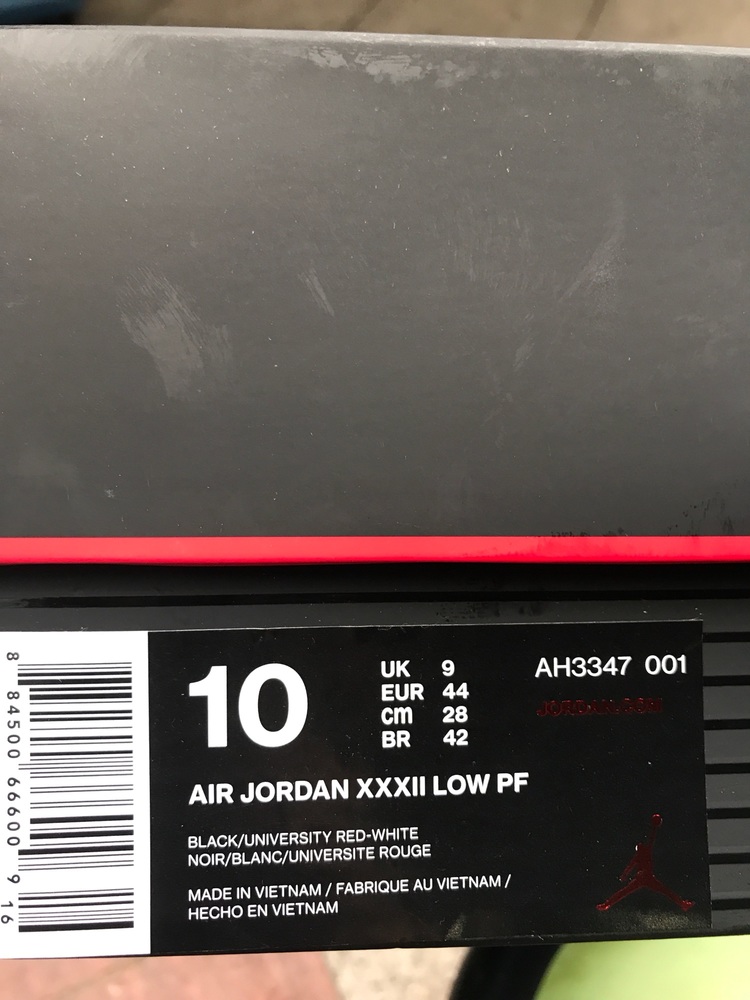 10
UK 9
EUR 44
cm 28
BR 42
AH3347 001
JORDAN.COM
AIR JORDAN XXXII LOW PF
BLACK/UNIVERSITY RED-WHITE
NOIR/BLANC/UNIVERSITE ROUGE
MADE IN VIETNAM / FABRIQUE AU VIETNAM /
HECHO EN VIETNAM
8 84500 66600 9 16